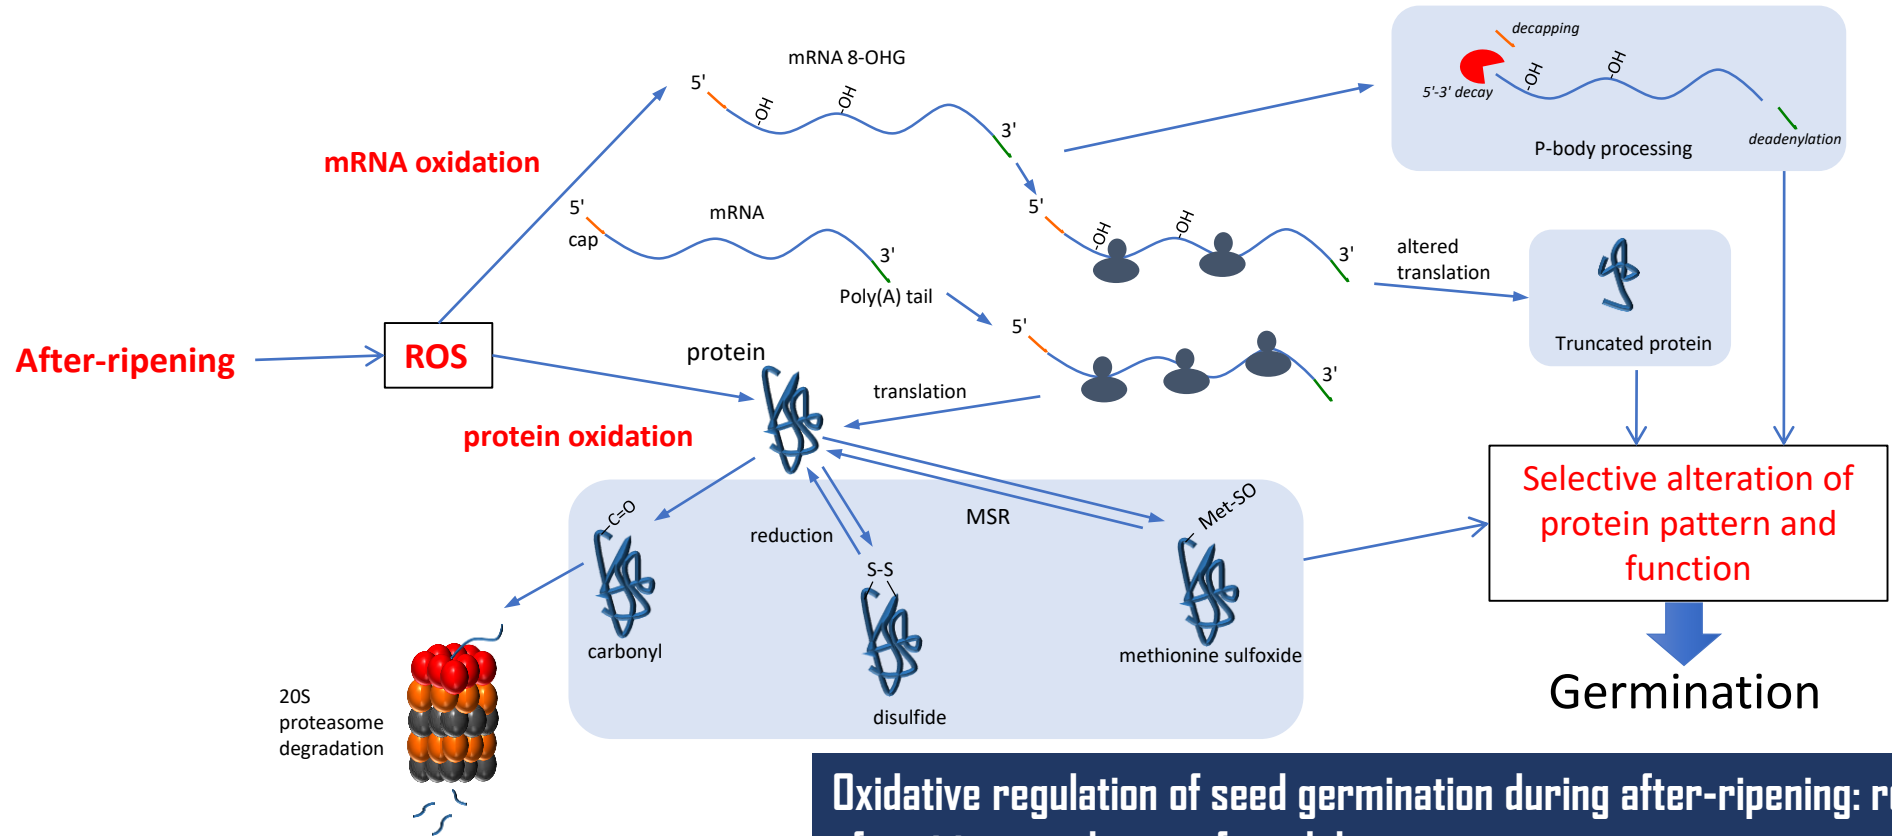 decapping
-OH
-OH
5'-3' decay
deadenylation
P-body processing
mRNA 8-OHG
5'
-OH
-OH
3'
mRNA oxidation
5'
cap
mRNA
3'
Poly(A) tail
5'
-OH
-OH
3'
altered
translation
Truncated protein
After-ripening
ROS
protein
5'
3'
translation
protein oxidation
-C=O
reduction
MSR
Met-SO
S-S
carbonyl
disulfide
methionine sulfoxide
20S
proteasome
degradation
Selective alteration of
protein pattern and
function
Germination
Oxidative regulation of seed germination during after-ripening: